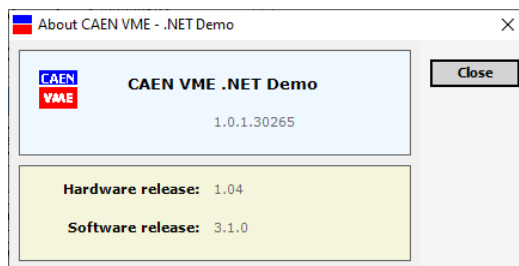 About CAEN VME - .NET Demo
CAEN
VME
CAEN VME .NET Demo
Close
1.0.1.30265
Hardware release: 1.04
Software release: 3.1.0